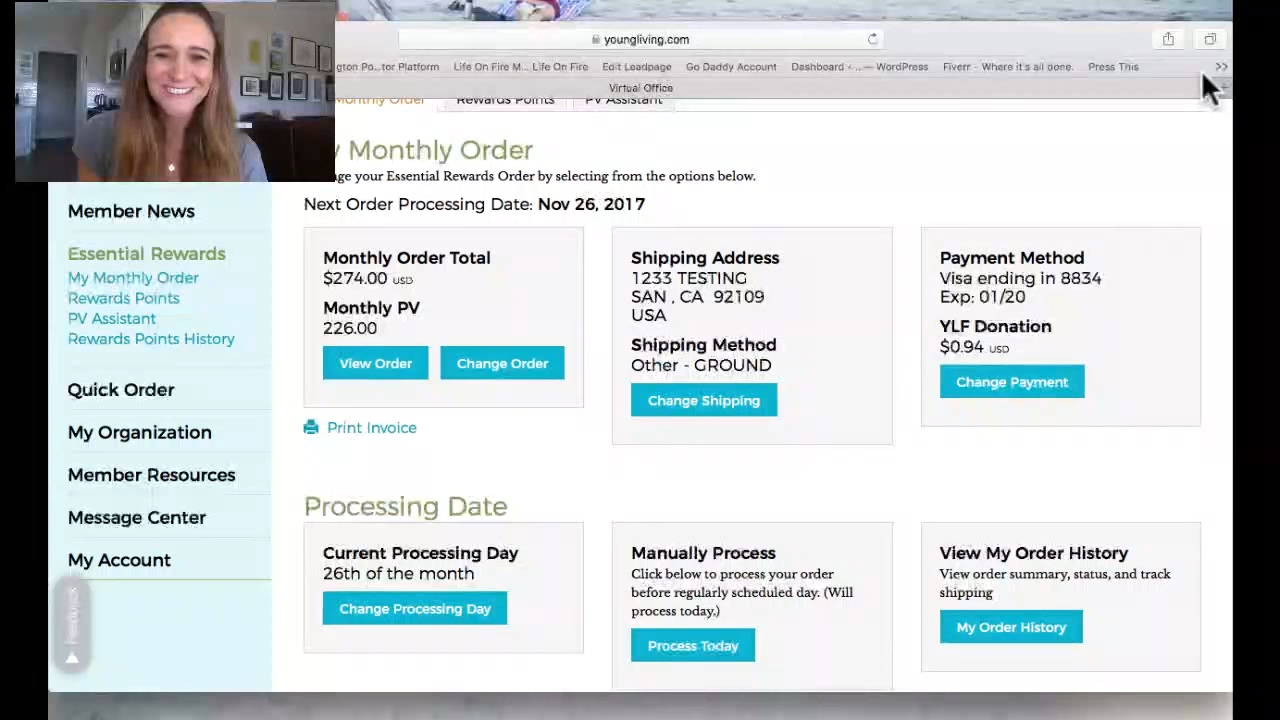 youngliving.com
gton Po...tor Platform
Life On Fire M... Life On Fire
Edit Leadpage
Go Daddy Account
Dashboard ‹ ... — WordPress
Fiverr - Where it's all done.
Press This
Virtual Office
Monthly Order
Rewards Points
PV Assistant
Monthly Order
your Essential Rewards Order by selecting from the options below.
Next Order Processing Date: Nov 26, 2017
Member News
Essential Rewards
My Monthly Order
Rewards Points
PV Assistant
Rewards Points History
Quick Order
My Organization
Member Resources
Message Center
My Account
Feedback
Monthly Order Total
$274.00 USD
Monthly PV
226.00
View Order
Change Order
Print Invoice
Shipping Address
1233 TESTING
SAN , CA 92109
USA
Shipping Method
Other - GROUND
Change Shipping
Payment Method
Visa ending in 8834
Exp: 01/20
YLF Donation
$0.94 USD
Change Payment
Processing Date
Current Processing Day
26th of the month
Change Processing Day
Manually Process
Click below to process your order
before regularly scheduled day. (Will
process today.)
Process Today
View My Order History
View order summary, status, and track
shipping
My Order History